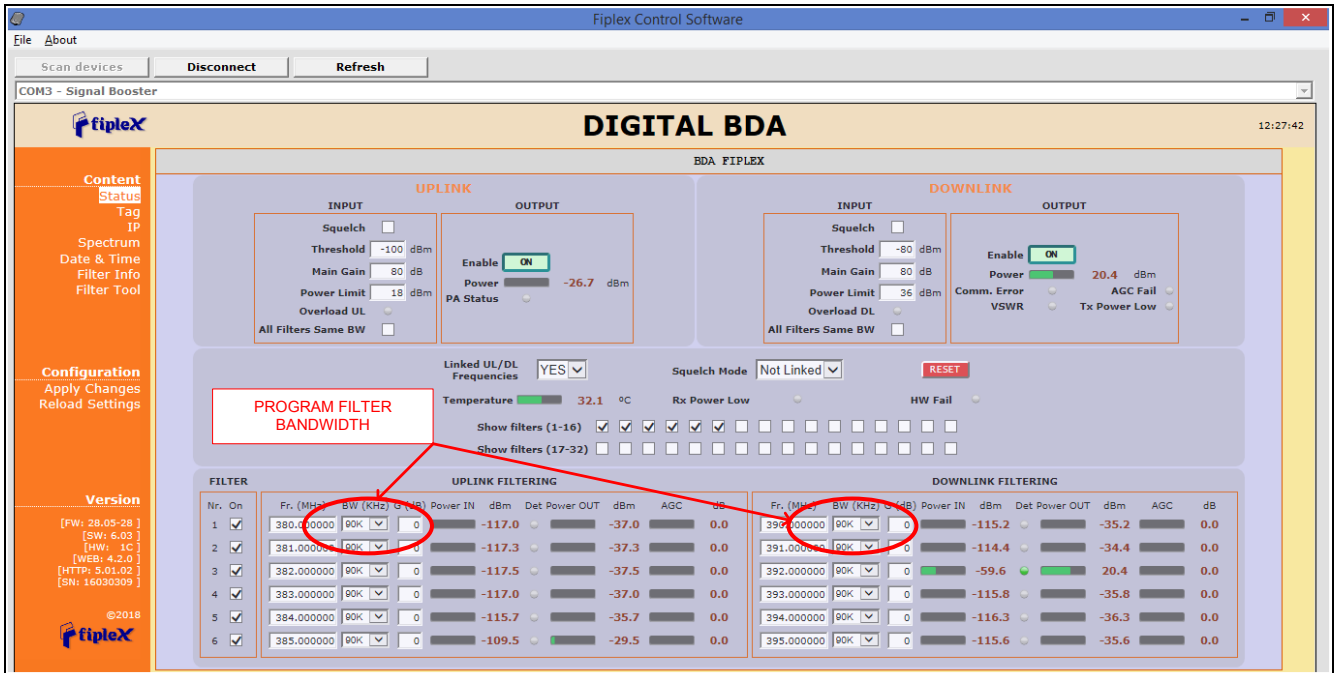 Fiplex Control Software
File About
Scan devices Disconnect Refresh
COM3 - Signal Booster
fipleX DIGITAL BDA 12:27:42
BDA FIPLEX
Content
Status
Tag
IP
Spectrum
Date & Time
Filter Info
Filter Tool
Configuration
Apply Changes
Reload Settings
Version
[FW: 28.05-28 ]
[SW: 6.03 ]
[HW: 1C ]
[WEB: 4.2.0 ]
[HTTP: 5.01.02 ]
[SN: 16030309 ]
©2018
fipleX
UPLINK
INPUT OUTPUT
Squelch
Threshold -100 dBm
Main Gain 80 dB
Power Limit 18 dBm
Overload UL
All Filters Same BW
Enable ON
Power -26.7 dBm
PA Status
DOWNLINK
INPUT OUTPUT
Squelch
Threshold -80 dBm
Main Gain 80 dB
Power Limit 36 dBm
Overload DL
All Filters Same BW
Enable ON
Power 20.4 dBm
Comm. Error AGC Fail
VSWR Tx Power Low
Linked UL/DL Frequencies YES Squelch Mode Not Linked RESET
Temperature 32.1 ºC Rx Power Low HW Fail
Show filters (1-16)
Show filters (17-32)
PROGRAM FILTER
BANDWIDTH
FILTER UPLINK FILTERING DOWNLINK FILTERING
Nr. On Fr. (MHz) BW (KHz) G (dB) Power IN dBm Det Power OUT dBm AGC dB Fr. (MHz) BW (KHz) G (dB) Power IN dBm Det Power OUT dBm AGC dB
1 380.000000 90K 0 -117.0 -37.0 0.0 390.000000 90K 0 -115.2 -35.2 0.0
2 381.000000 90K 0 -117.3 -37.3 0.0 391.000000 90K 0 -114.4 -34.4 0.0
3 382.000000 90K 0 -117.5 -37.5 0.0 392.000000 90K 0 -59.6 20.4 0.0
4 383.000000 90K 0 -117.0 -37.0 0.0 393.000000 90K 0 -115.8 -35.8 0.0
5 384.000000 90K 0 -115.7 -35.7 0.0 394.000000 90K 0 -116.3 -36.3 0.0
6 385.000000 90K 0 -109.5 -29.5 0.0 395.000000 90K 0 -115.6 -35.6 0.0